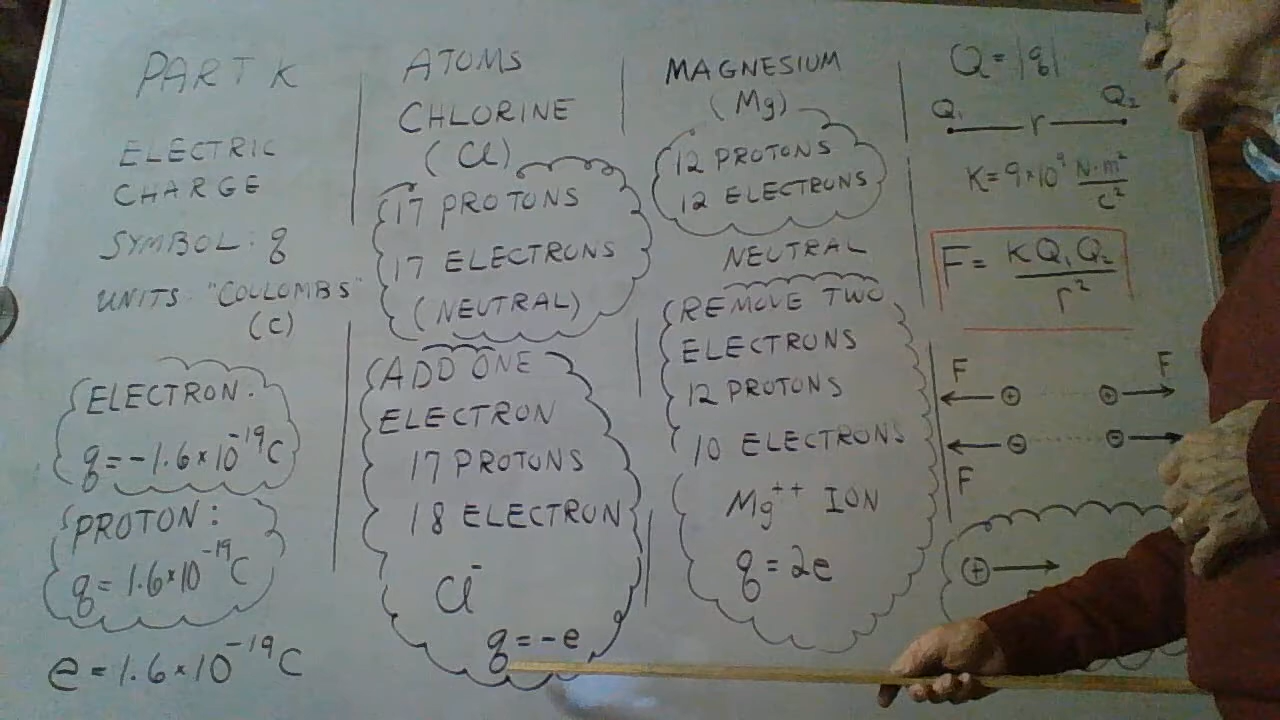 PART K
ELECTRIC
CHARGE
SYMBOL: q
UNITS: "COULOMBS"
(C)
ELECTRON:
q=-1.6×10⁻¹⁹C
PROTON:
q=1.6×10⁻¹⁹C
e=1.6×10⁻¹⁹C
ATOMS
CHLORINE
(Cl)
17 PROTONS
17 ELECTRONS
(NEUTRAL)
ADD ONE
ELECTRON
17 PROTONS
18 ELECTRON
Cl⁻
q=-e
MAGNESIUM
(Mg)
12 PROTONS
12 ELECTRONS
NEUTRAL
REMOVE TWO
ELECTRONS
12 PROTONS
10 ELECTRONS
Mg⁺⁺ ION
q=2e
Q=|q|
Q₁ r Q₂
K=9×10⁹ N·m²/C²
F=KQ₁Q₂/r²
F F
⊕ ⊕
⊖ ⊖
F
⊕